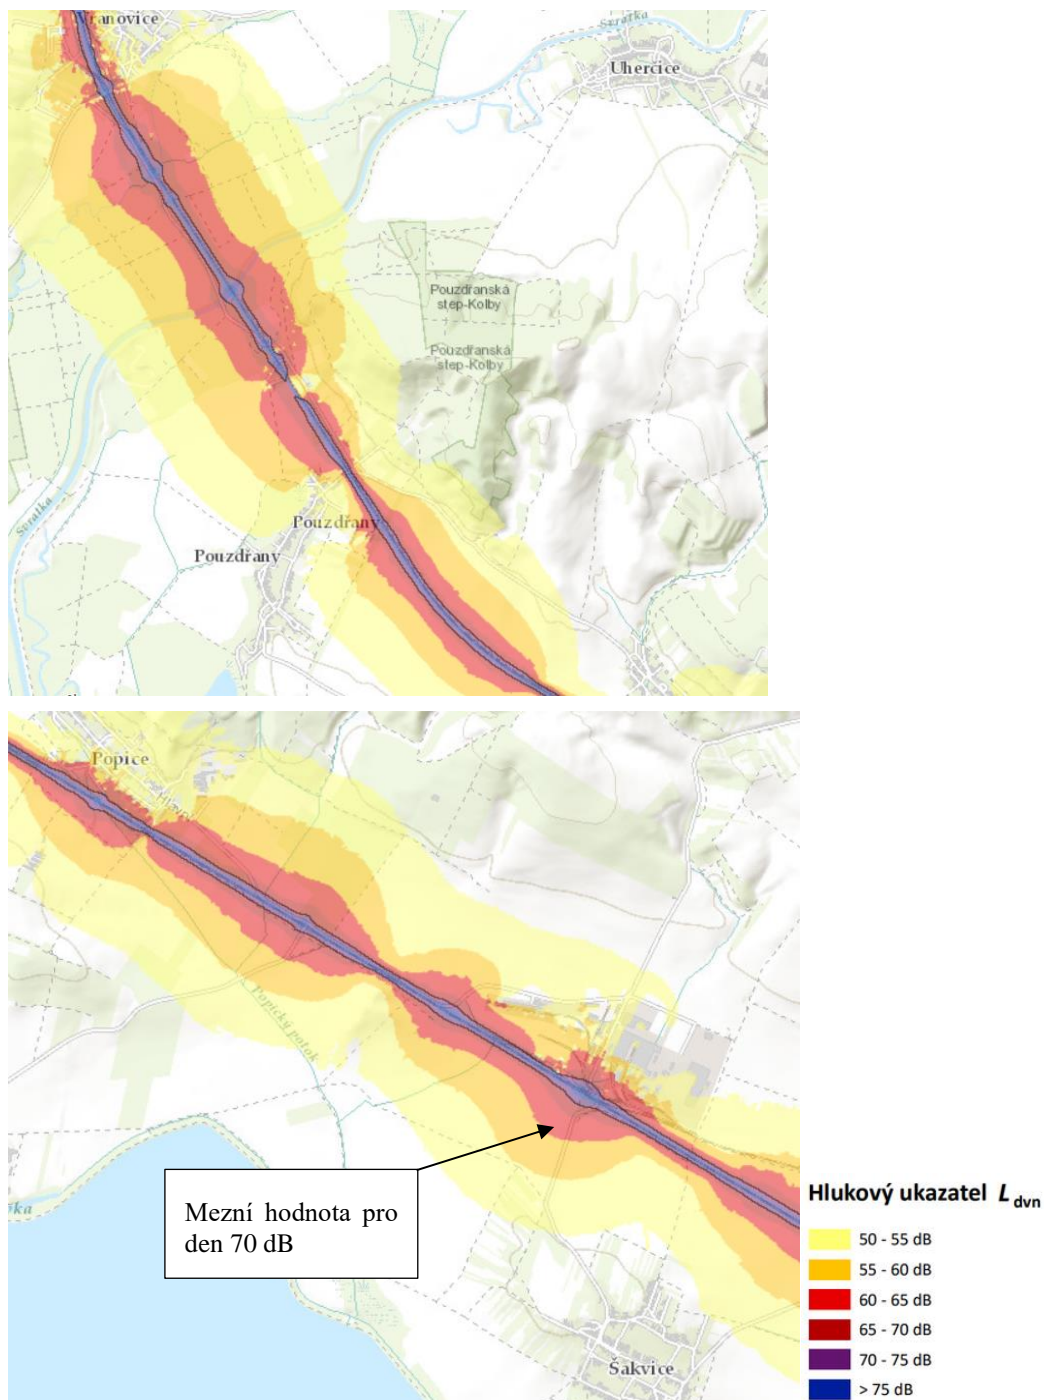 ranovice
Svratka
Uherčice
Pouzdřanská
step-Kolby
Pouzdřanská
step-Kolby
Svratka
Pouzdřany
Pouzdřany
Popice
Popický potok
Mezní hodnota pro
den 70 dB
Šakvice
Hlukový ukazatel L dvn
50 - 55 dB
55 - 60 dB
60 - 65 dB
65 - 70 dB
70 - 75 dB
> 75 dB